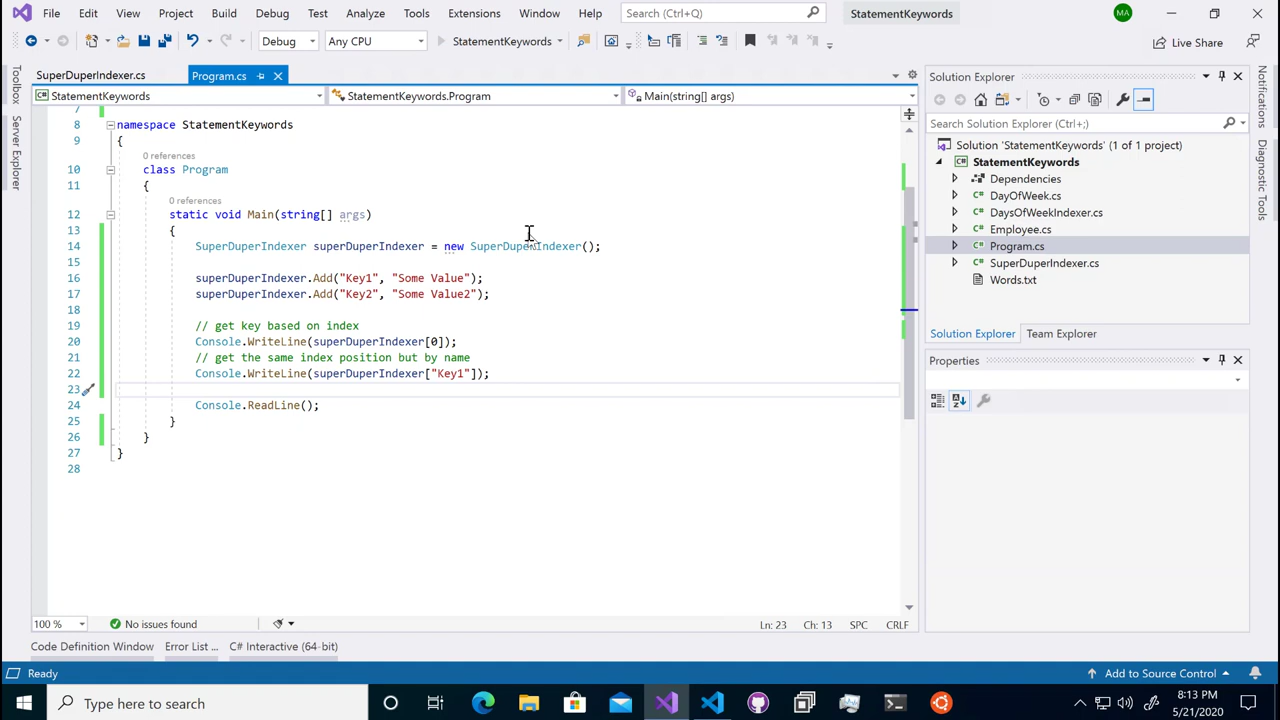 File Edit View Project Build Debug Test Analyze Tools Extensions Window Help Search (Ctrl+Q) StatementKeywords MA
Debug Any CPU StatementKeywords Live Share
Toolbox
Server Explorer
SuperDuperIndexer.cs Program.cs
StatementKeywords StatementKeywords.Program Main(string[] args)
7
8 namespace StatementKeywords
9 {
0 references
10 class Program
11 {
0 references
12 static void Main(string[] args)
13 {
14 SuperDuperIndexer superDuperIndexer = new SuperDuperIndexer();
15
16 superDuperIndexer.Add("Key1", "Some Value");
17 superDuperIndexer.Add("Key2", "Some Value2");
18
19 // get key based on index
20 Console.WriteLine(superDuperIndexer[0]);
21 // get the same index position but by name
22 Console.WriteLine(superDuperIndexer["Key1"]);
23
24 Console.ReadLine();
25 }
26 }
27 }
28
100 % No issues found Ln: 23 Ch: 13 SPC CRLF
Code Definition Window Error List ... C# Interactive (64-bit)
Solution Explorer
Search Solution Explorer (Ctrl+;)
Solution 'StatementKeywords' (1 of 1 project)
StatementKeywords
Dependencies
DayOfWeek.cs
DaysOfWeekIndexer.cs
Employee.cs
Program.cs
SuperDuperIndexer.cs
Words.txt
Solution Explorer Team Explorer
Properties
Notifications
Diagnostic Tools
Ready Add to Source Control
Type here to search
8:13 PM
5/21/2020